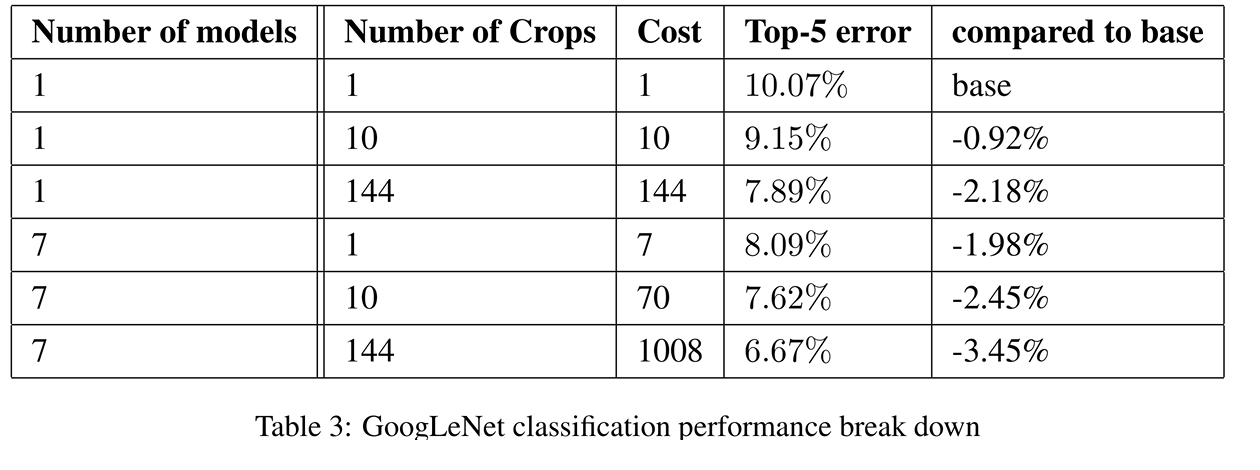 Number of models Number of Crops Cost Top-5 error compared to base
1 1 1 10.07% base
1 10 10 9.15% -0.92%
1 144 144 7.89% -2.18%
7 1 7 8.09% -1.98%
7 10 70 7.62% -2.45%
7 144 1008 6.67% -3.45%
Table 3: GoogLeNet classification performance break down